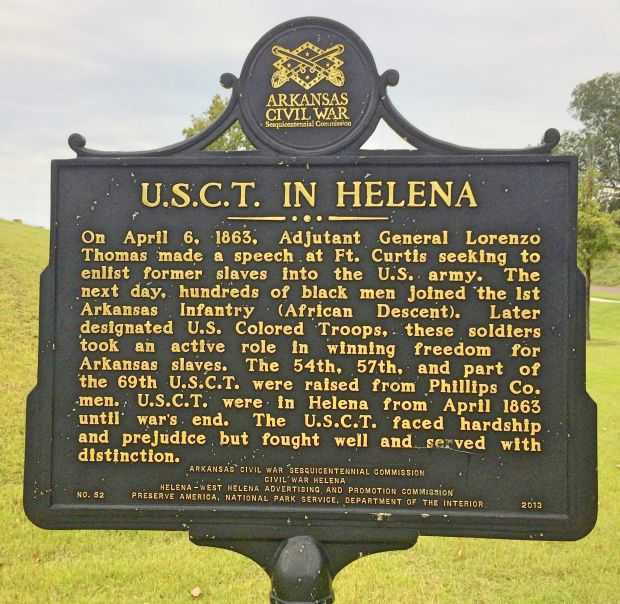 ARKANSAS
CIVIL WAR
Sesquicentennial Commission
U.S.C.T. IN HELENA
On April 6, 1863, Adjutant General Lorenzo
Thomas made a speech at Ft. Curtis seeking to
enlist former slaves into the U.S. army. The
next day, hundreds of black men joined the 1st
Arkansas Infantry (African Descent). Later
designated U.S. Colored Troops, these soldiers
took an active role in winning freedom for
Arkansas slaves. The 54th, 57th, and part of
the 69th U.S.C.T. were raised from Phillips Co.
men. U.S.C.T. were in Helena from April 1863
until war's end. The U.S.C.T. faced hardship
and prejudice but fought well and served with
distinction.
ARKANSAS CIVIL WAR SESQUICENTENNIAL COMMISSION
CIVIL WAR HELENA
HELENA-WEST HELENA ADVERTISING AND PROMOTION COMMISSION
NO. 52 PRESERVE AMERICA, NATIONAL PARK SERVICE, DEPARTMENT OF THE INTERIOR 2013